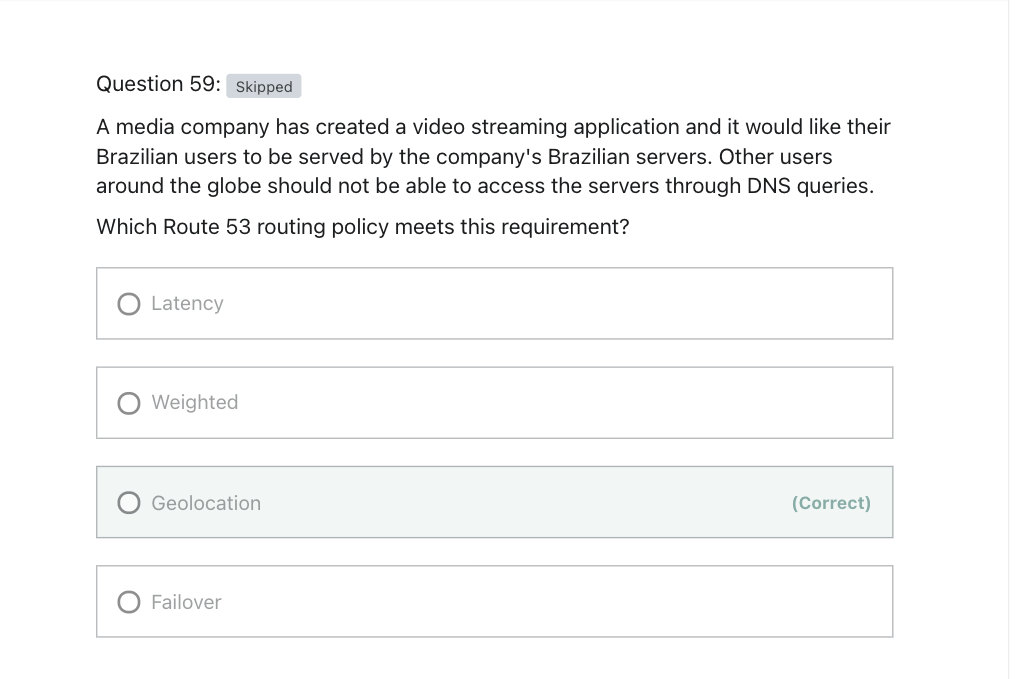 Question 59: Skipped
A media company has created a video streaming application and it would like their
Brazilian users to be served by the company's Brazilian servers. Other users
around the globe should not be able to access the servers through DNS queries.
Which Route 53 routing policy meets this requirement?
Latency
Weighted
Geolocation (Correct)
Failover